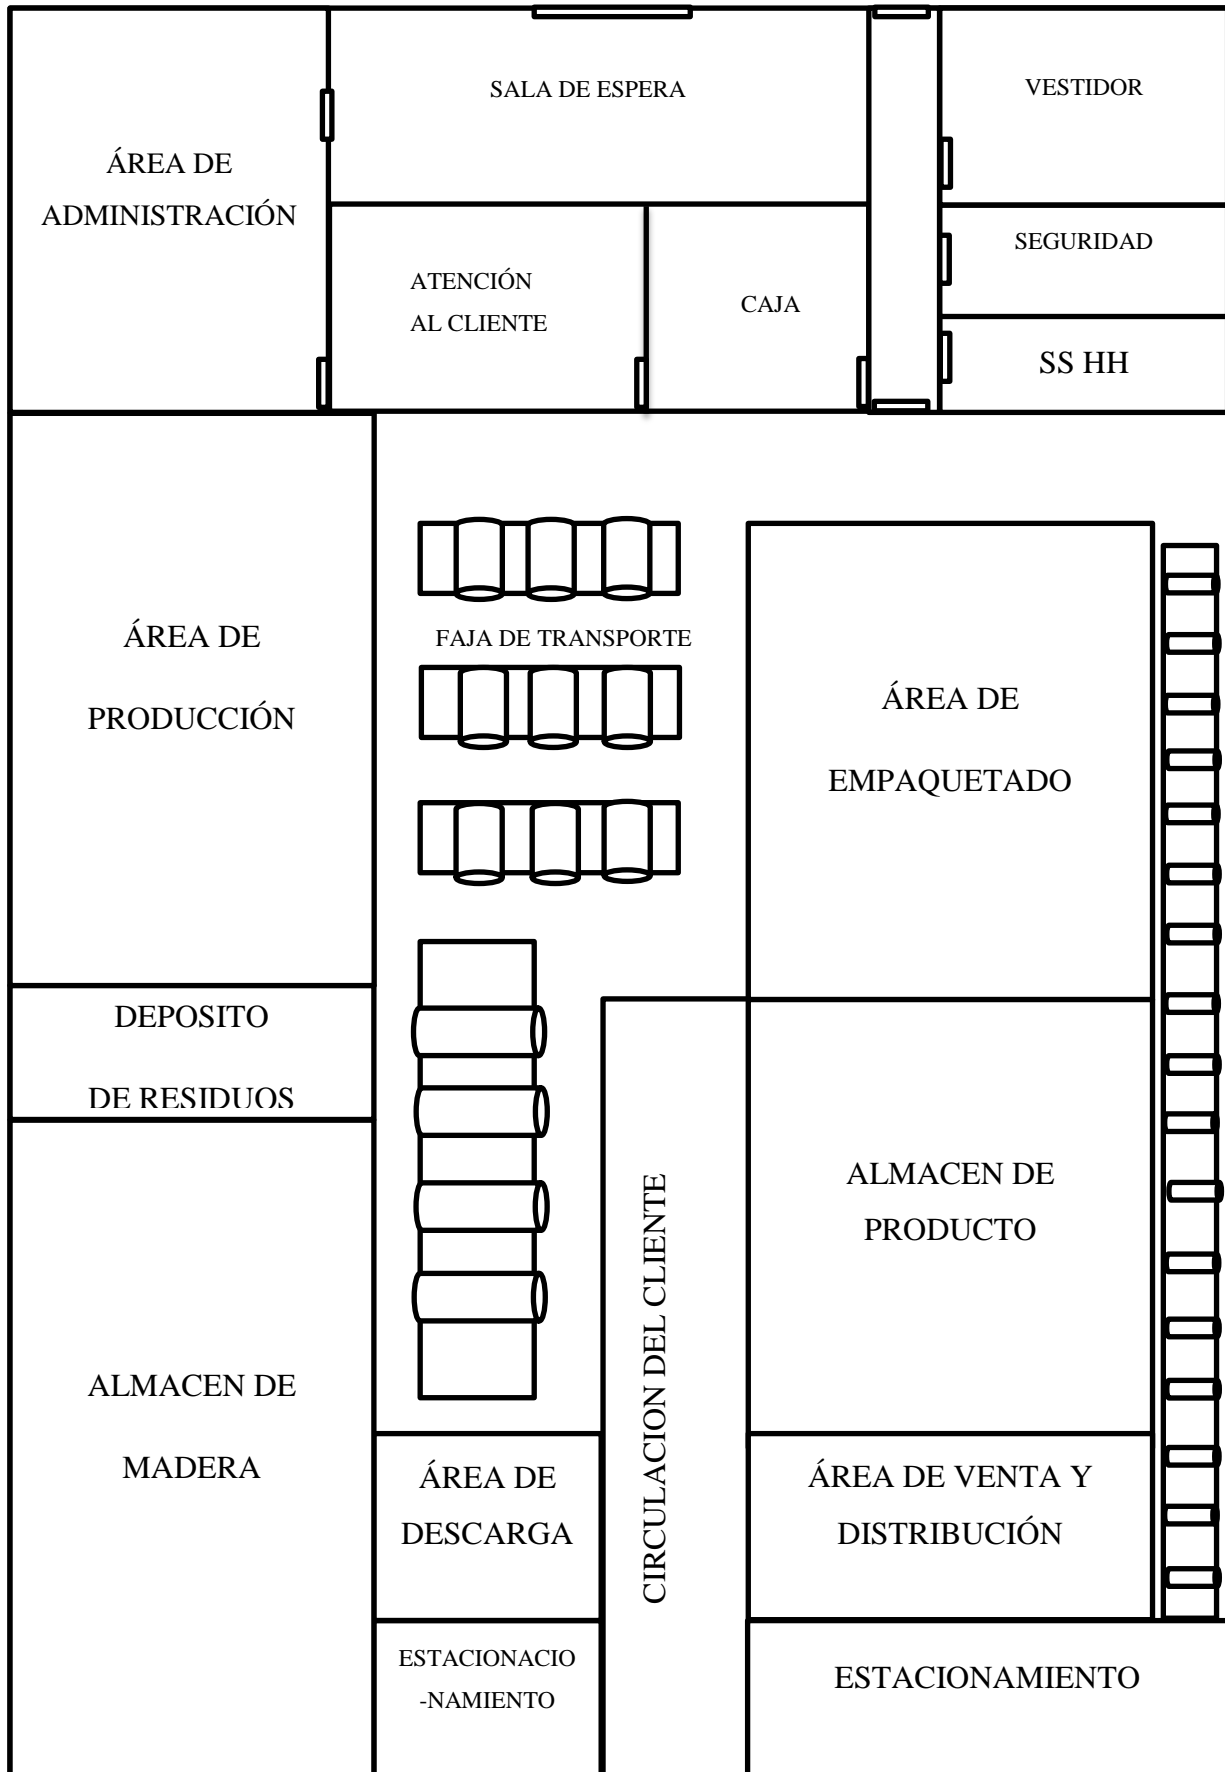 SALA DE ESPERA
VESTIDOR
ÁREA DE
ADMINISTRACIÓN
SEGURIDAD
ATENCIÓN
AL CLIENTE
CAJA
SS HH
ÁREA DE
PRODUCCIÓN
FAJA DE TRANSPORTE
ÁREA DE
EMPAQUETADO
DEPOSITO
DE RESIDUOS
ALMACEN DE
PRODUCTO
CIRCULACION DEL CLIENTE
ALMACEN DE
MADERA
ÁREA DE
DESCARGA
ÁREA DE VENTA Y
DISTRIBUCIÓN
ESTACIONACIO
-NAMIENTO
ESTACIONAMIENTO